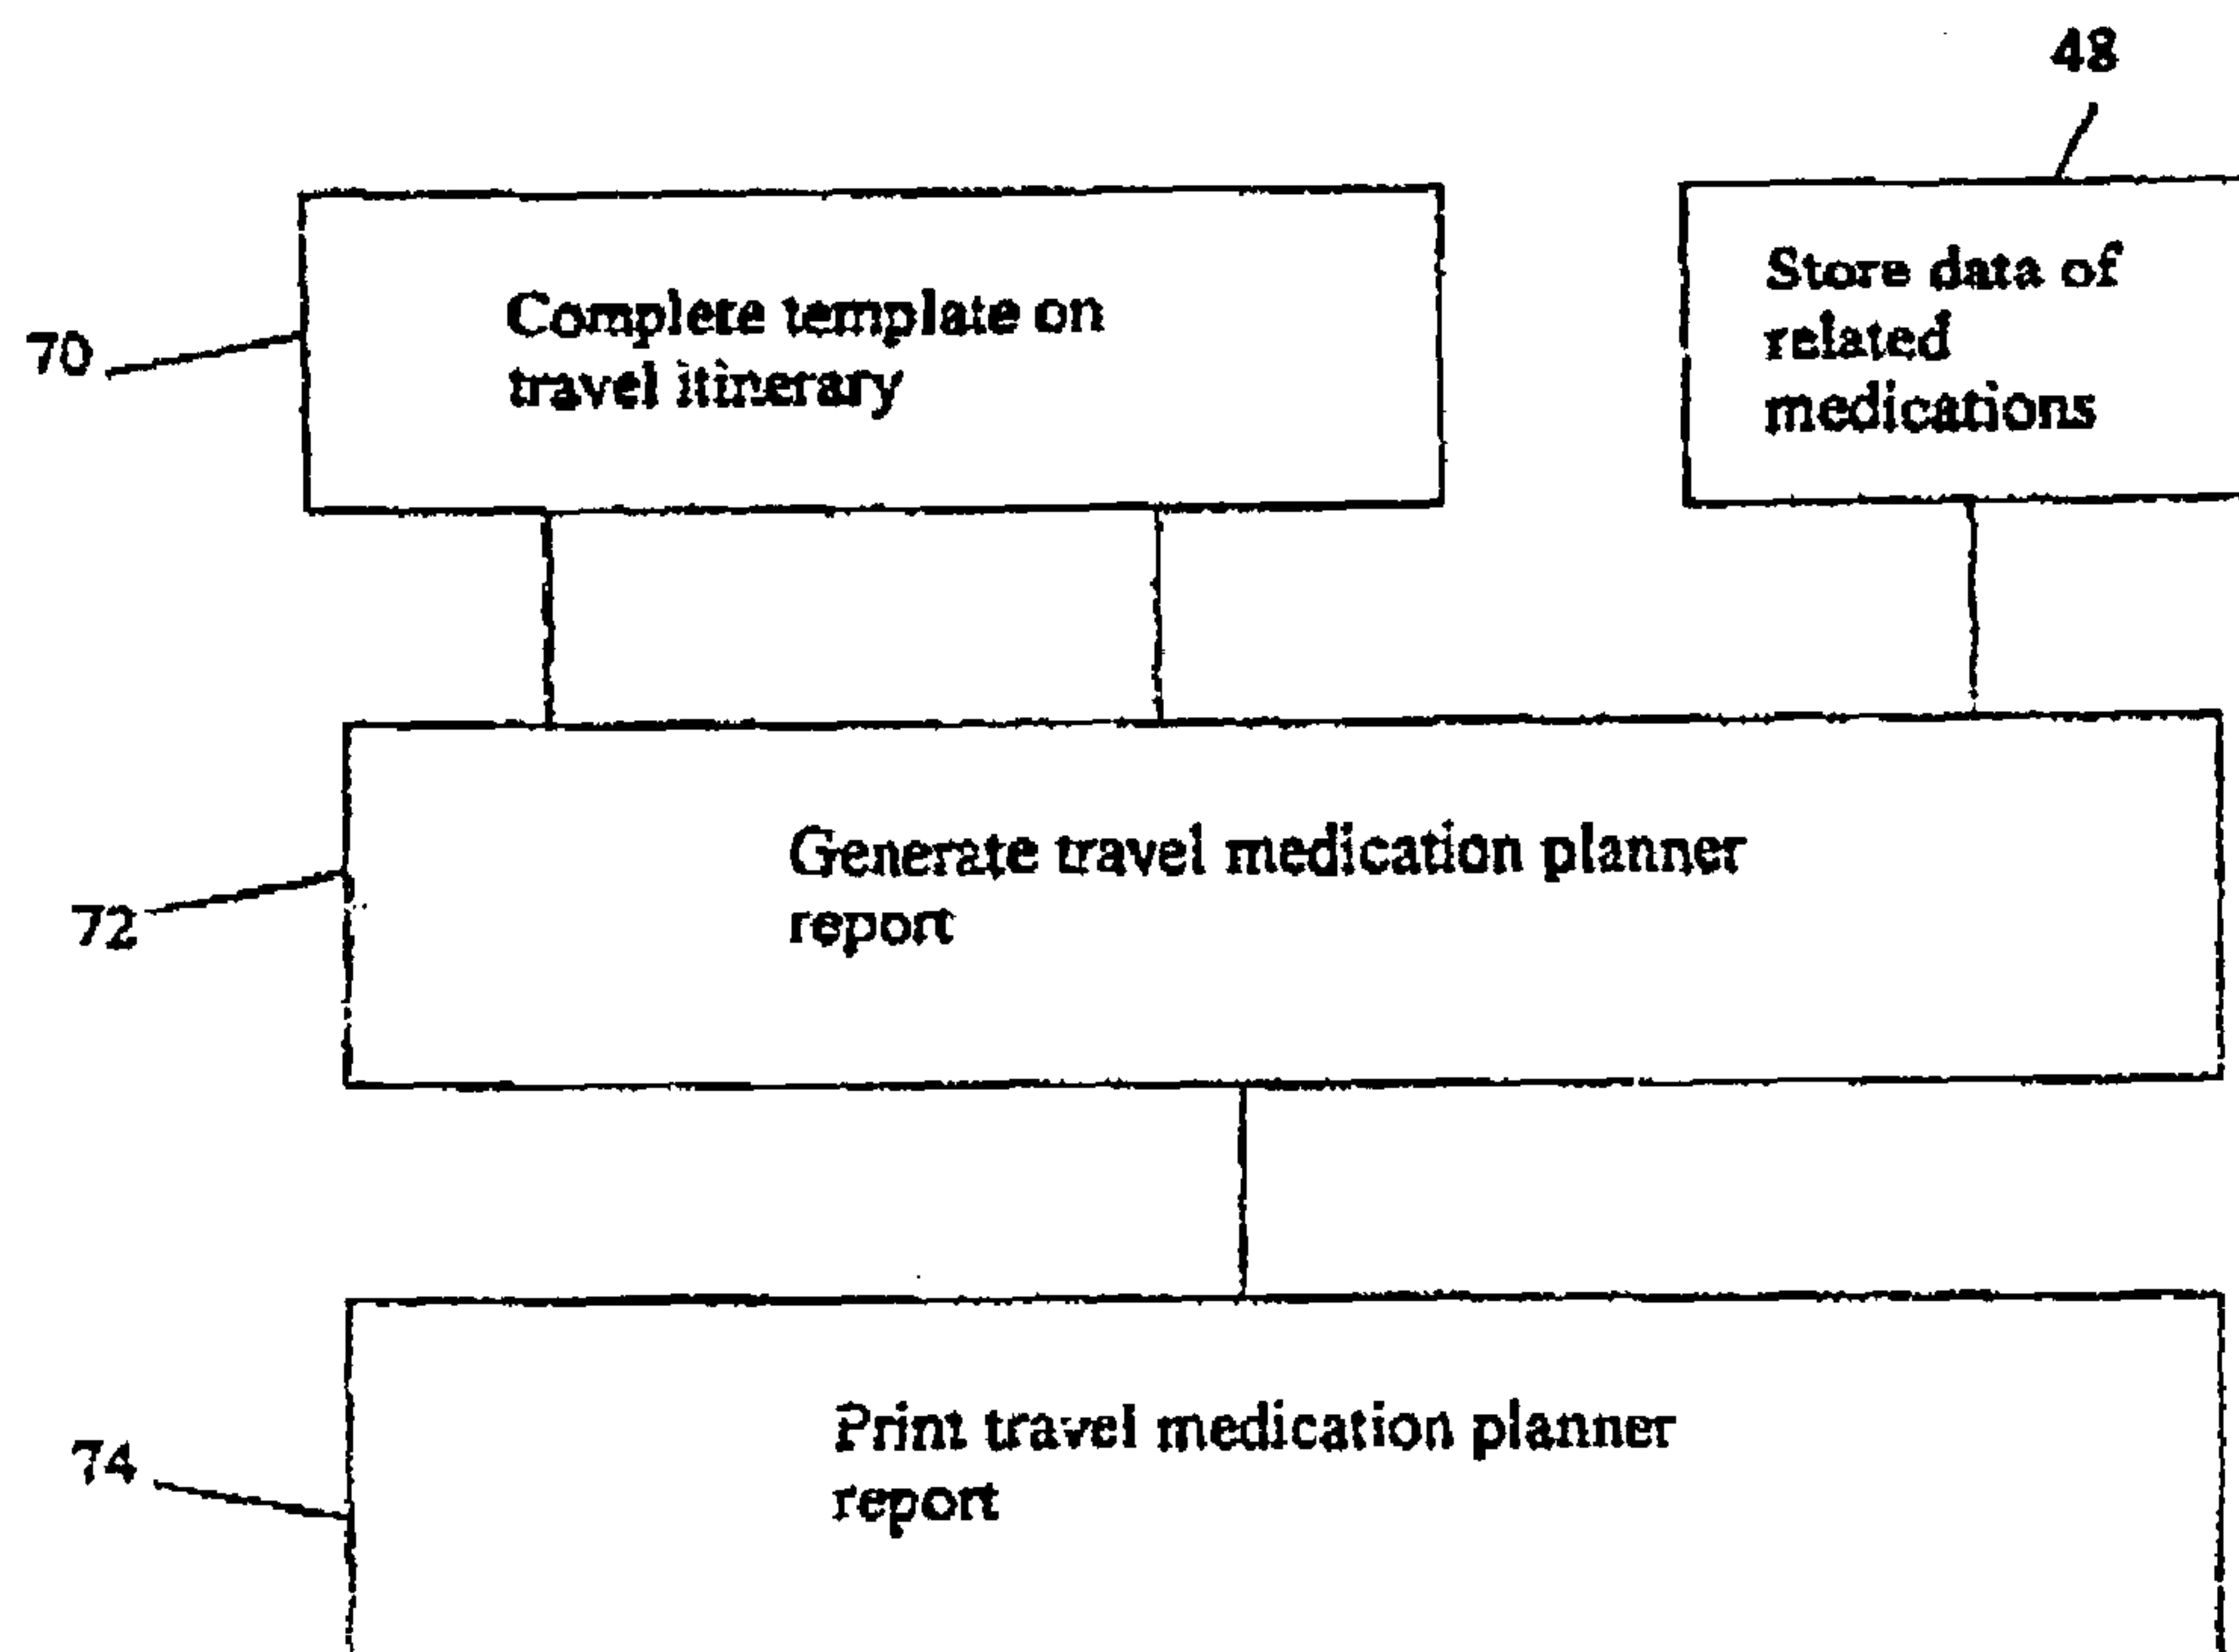 48
Complete template on
travel itinerary
70
Store data of
related
medications
Generate travel medication planner
report
72
Print travel medication planner
report
74